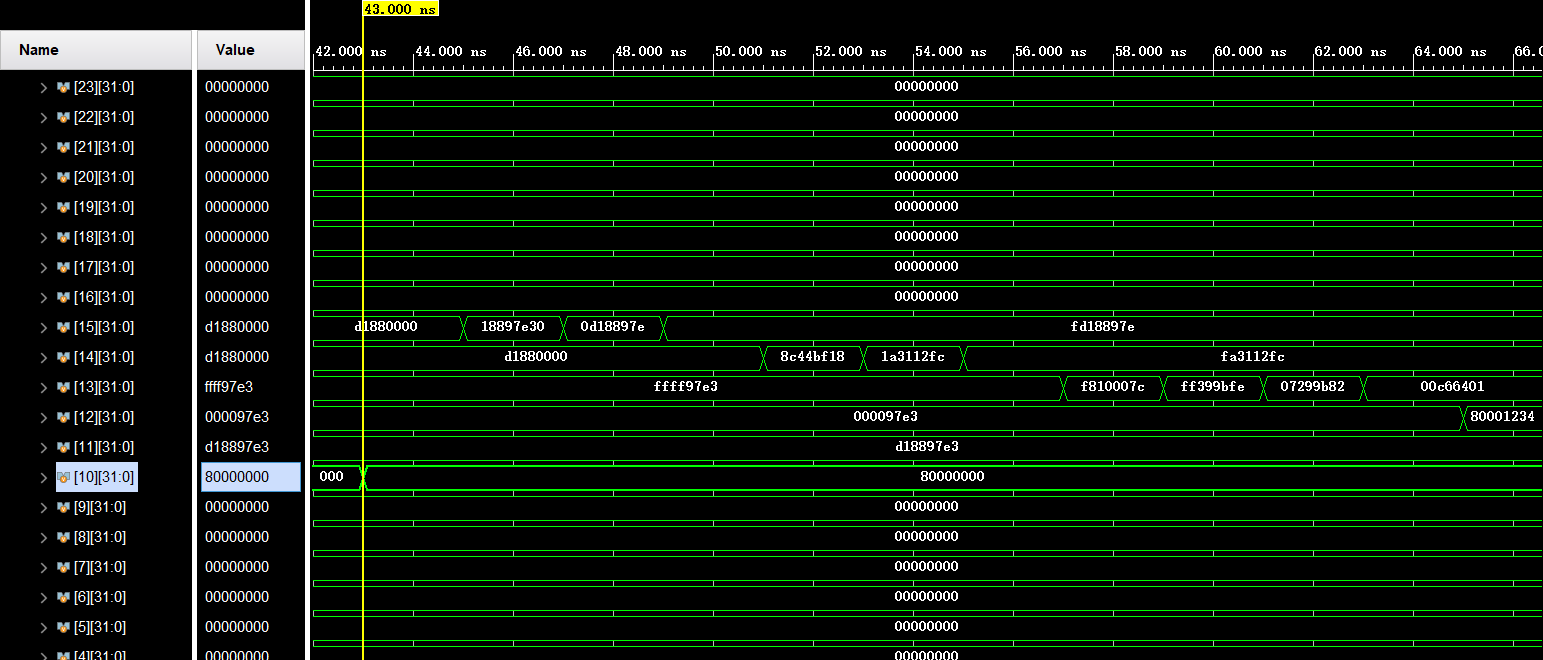 43.000 ns
Name Value 42.000 ns 44.000 ns 46.000 ns 48.000 ns 50.000 ns 52.000 ns 54.000 ns 56.000 ns 58.000 ns 60.000 ns 62.000 ns 64.000 ns 66.0
[23][31:0] 00000000 00000000
[22][31:0] 00000000 00000000
[21][31:0] 00000000 00000000
[20][31:0] 00000000 00000000
[19][31:0] 00000000 00000000
[18][31:0] 00000000 00000000
[17][31:0] 00000000 00000000
[16][31:0] 00000000 00000000
[15][31:0] d1880000 d1880000 18897e30 0d18897e fd18897e
[14][31:0] d1880000 d1880000 8c44bf18 1a3112fc fa3112fc
[13][31:0] ffff97e3 ffff97e3 f810007c ff399bfe 07299b82 00c66401
[12][31:0] 000097e3 000097e3 80001234
[11][31:0] d18897e3 d18897e3
[10][31:0] 80000000 000 80000000
[9][31:0] 00000000 00000000
[8][31:0] 00000000 00000000
[7][31:0] 00000000 00000000
[6][31:0] 00000000 00000000
[5][31:0] 00000000 00000000
[4][31:0] 00000000 00000000